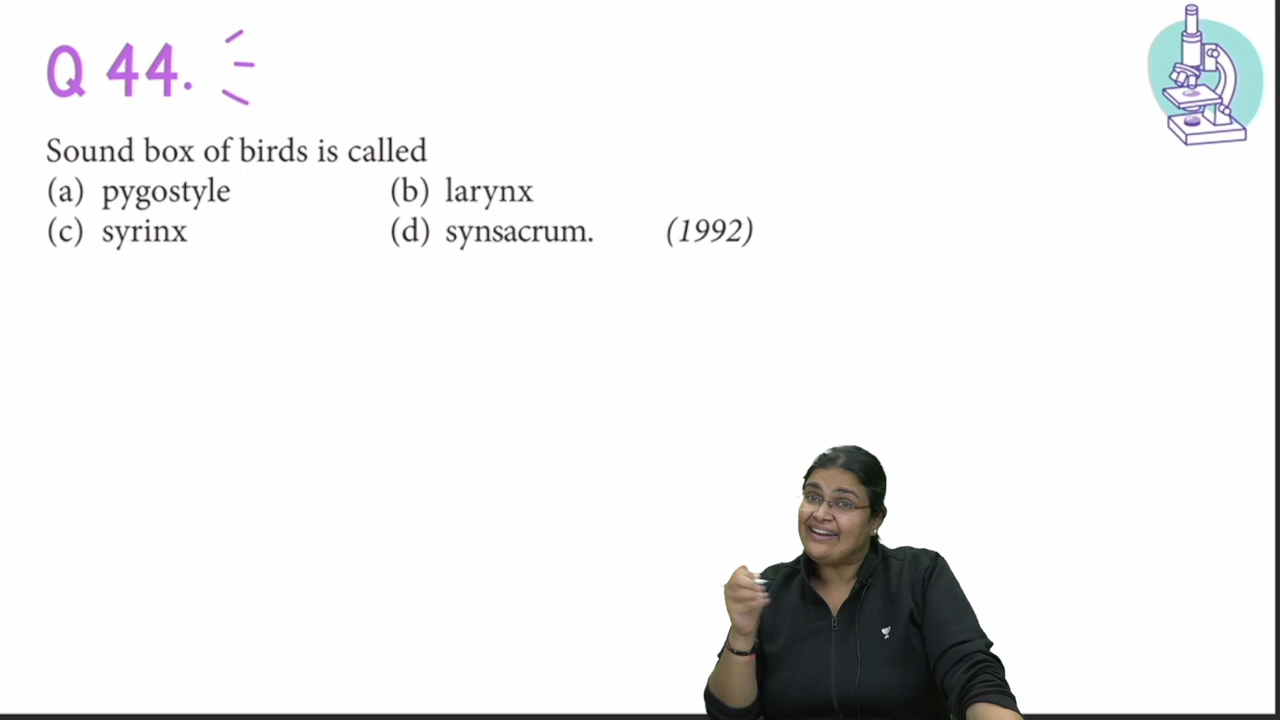 Q 44.
Sound box of birds is called
(a) pygostyle (b) larynx
(c) syrinx (d) synsacrum. (1992)